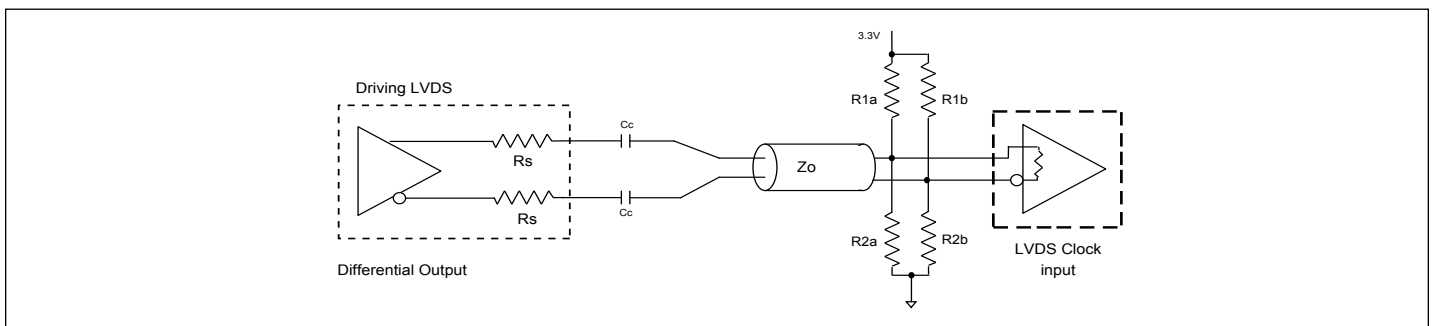 3.3V
Driving LVDS
R1a
R1b
Cc
Rs
Zo
Rs
Cc
R2a
R2b
LVDS Clock
input
Differential Output